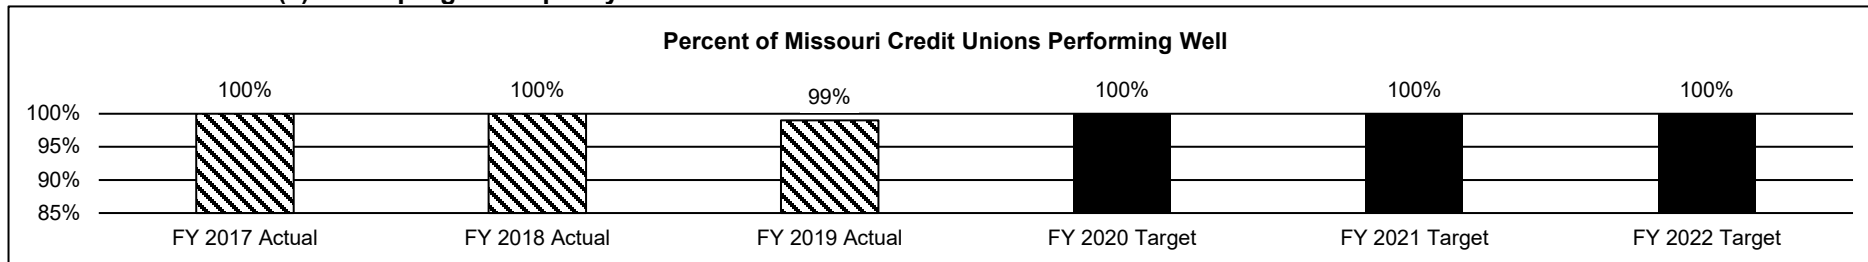 Percent of Missouri Credit Unions Performing Well
100% 100% 99% 100% 100% 100%
100%
95%
90%
85%
FY 2017 Actual FY 2018 Actual FY 2019 Actual FY 2020 Target FY 2021 Target FY 2022 Target